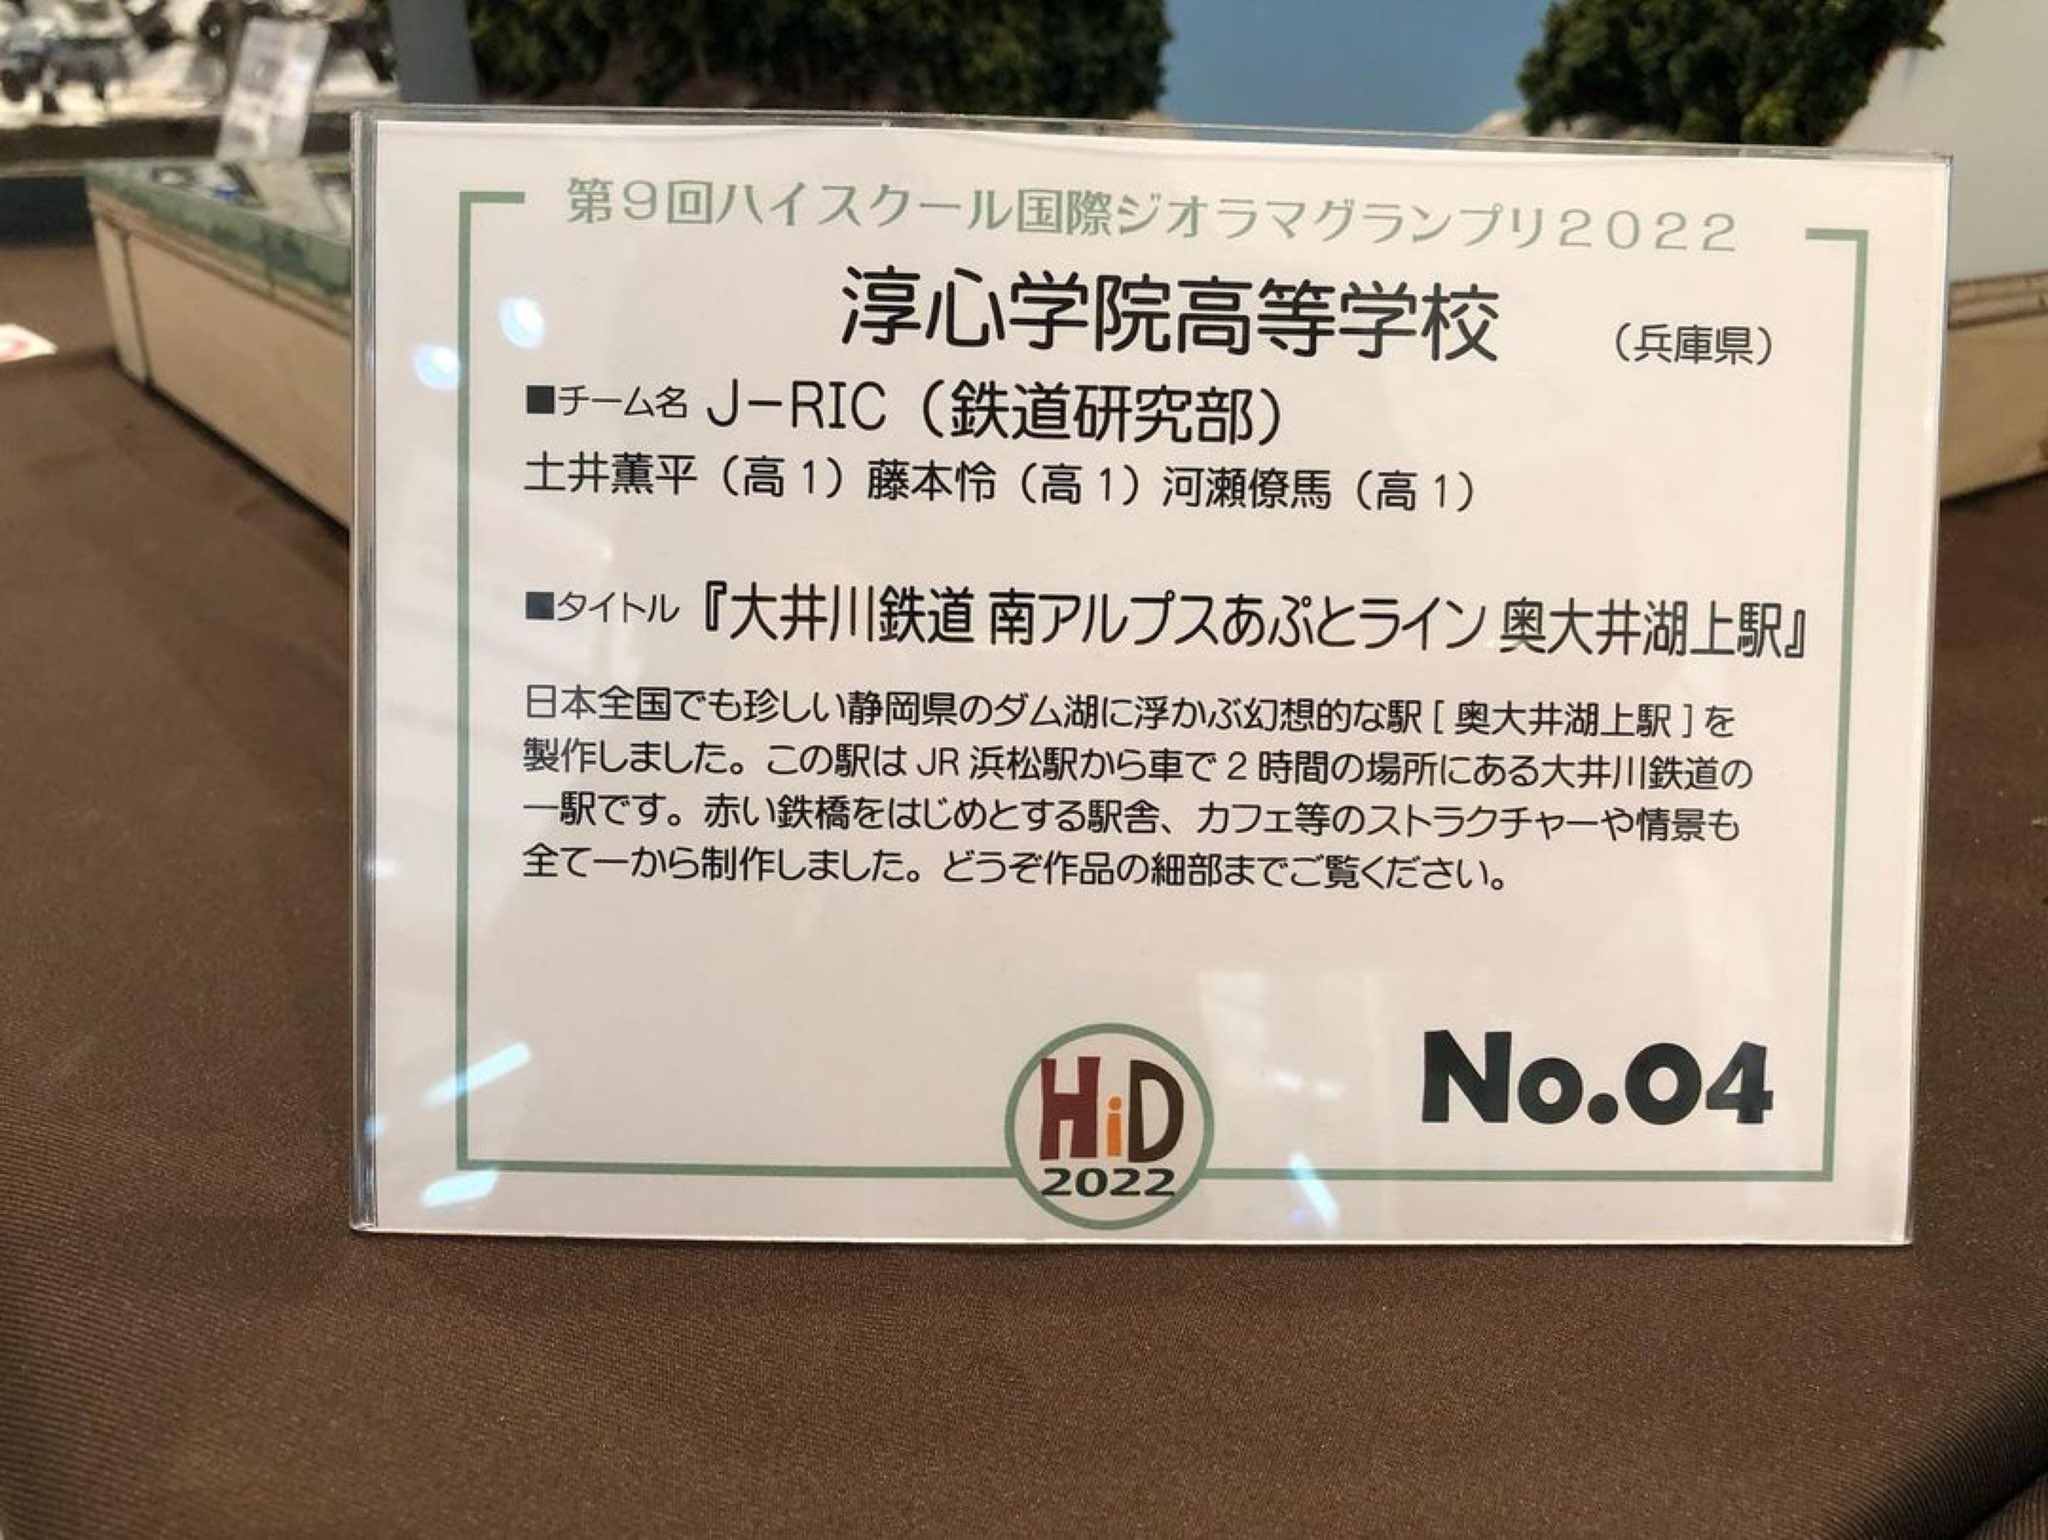 第9回ハイスクール国際ジオラマグランプリ2022
淳心学院高等学校 （兵庫県）
■チーム名 J-RIC（鉄道研究部）
土井薫平（高1）藤本怜（高1）河瀬僚馬（高1）
■タイトル『大井川鉄道 南アルプスあぷとライン 奥大井湖上駅』
日本全国でも珍しい静岡県のダム湖に浮かぶ幻想的な駅[奥大井湖上駅]を
製作しました。この駅はJR浜松駅から車で2時間の場所にある大井川鉄道の
一駅です。赤い鉄橋をはじめとする駅舎、カフェ等のストラクチャーや情景も
全て一から制作しました。どうぞ作品の細部までご覧ください。
No.04
HiD
2022